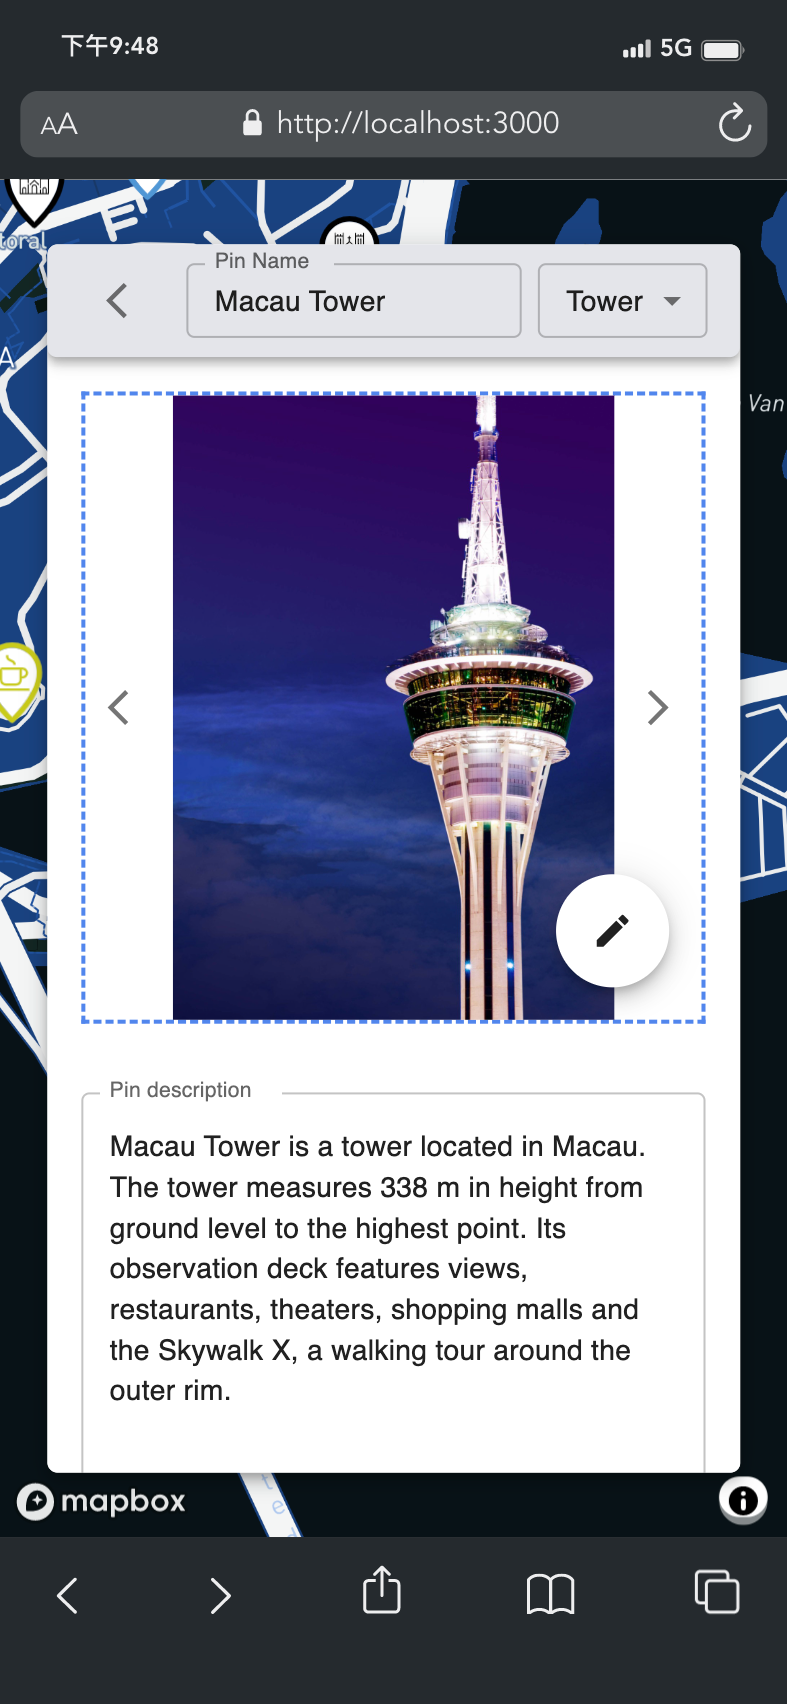 下午9:48
5G
AA
http://localhost:3000
toral
Pin Name
Macau Tower
Tower
A
Van
Pin description
Macau Tower is a tower located in Macau.
The tower measures 338 m in height from
ground level to the highest point. Its
observation deck features views,
restaurants, theaters, shopping malls and
the Skywalk X, a walking tour around the
outer rim.
mapbox